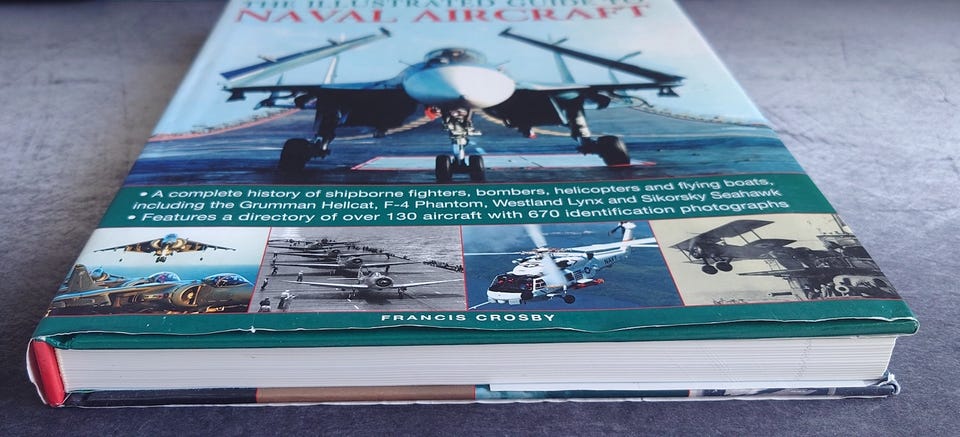 THE ILLUSTRATED GUIDE TO
NAVAL AIRCRAFT
• A complete history of shipborne fighters, bombers, helicopters and flying boats,
including the Grumman Hellcat, F-4 Phantom, Westland Lynx and Sikorsky Seahawk
• Features a directory of over 130 aircraft with 670 identification photographs
NAVY
FRANCIS CROSBY